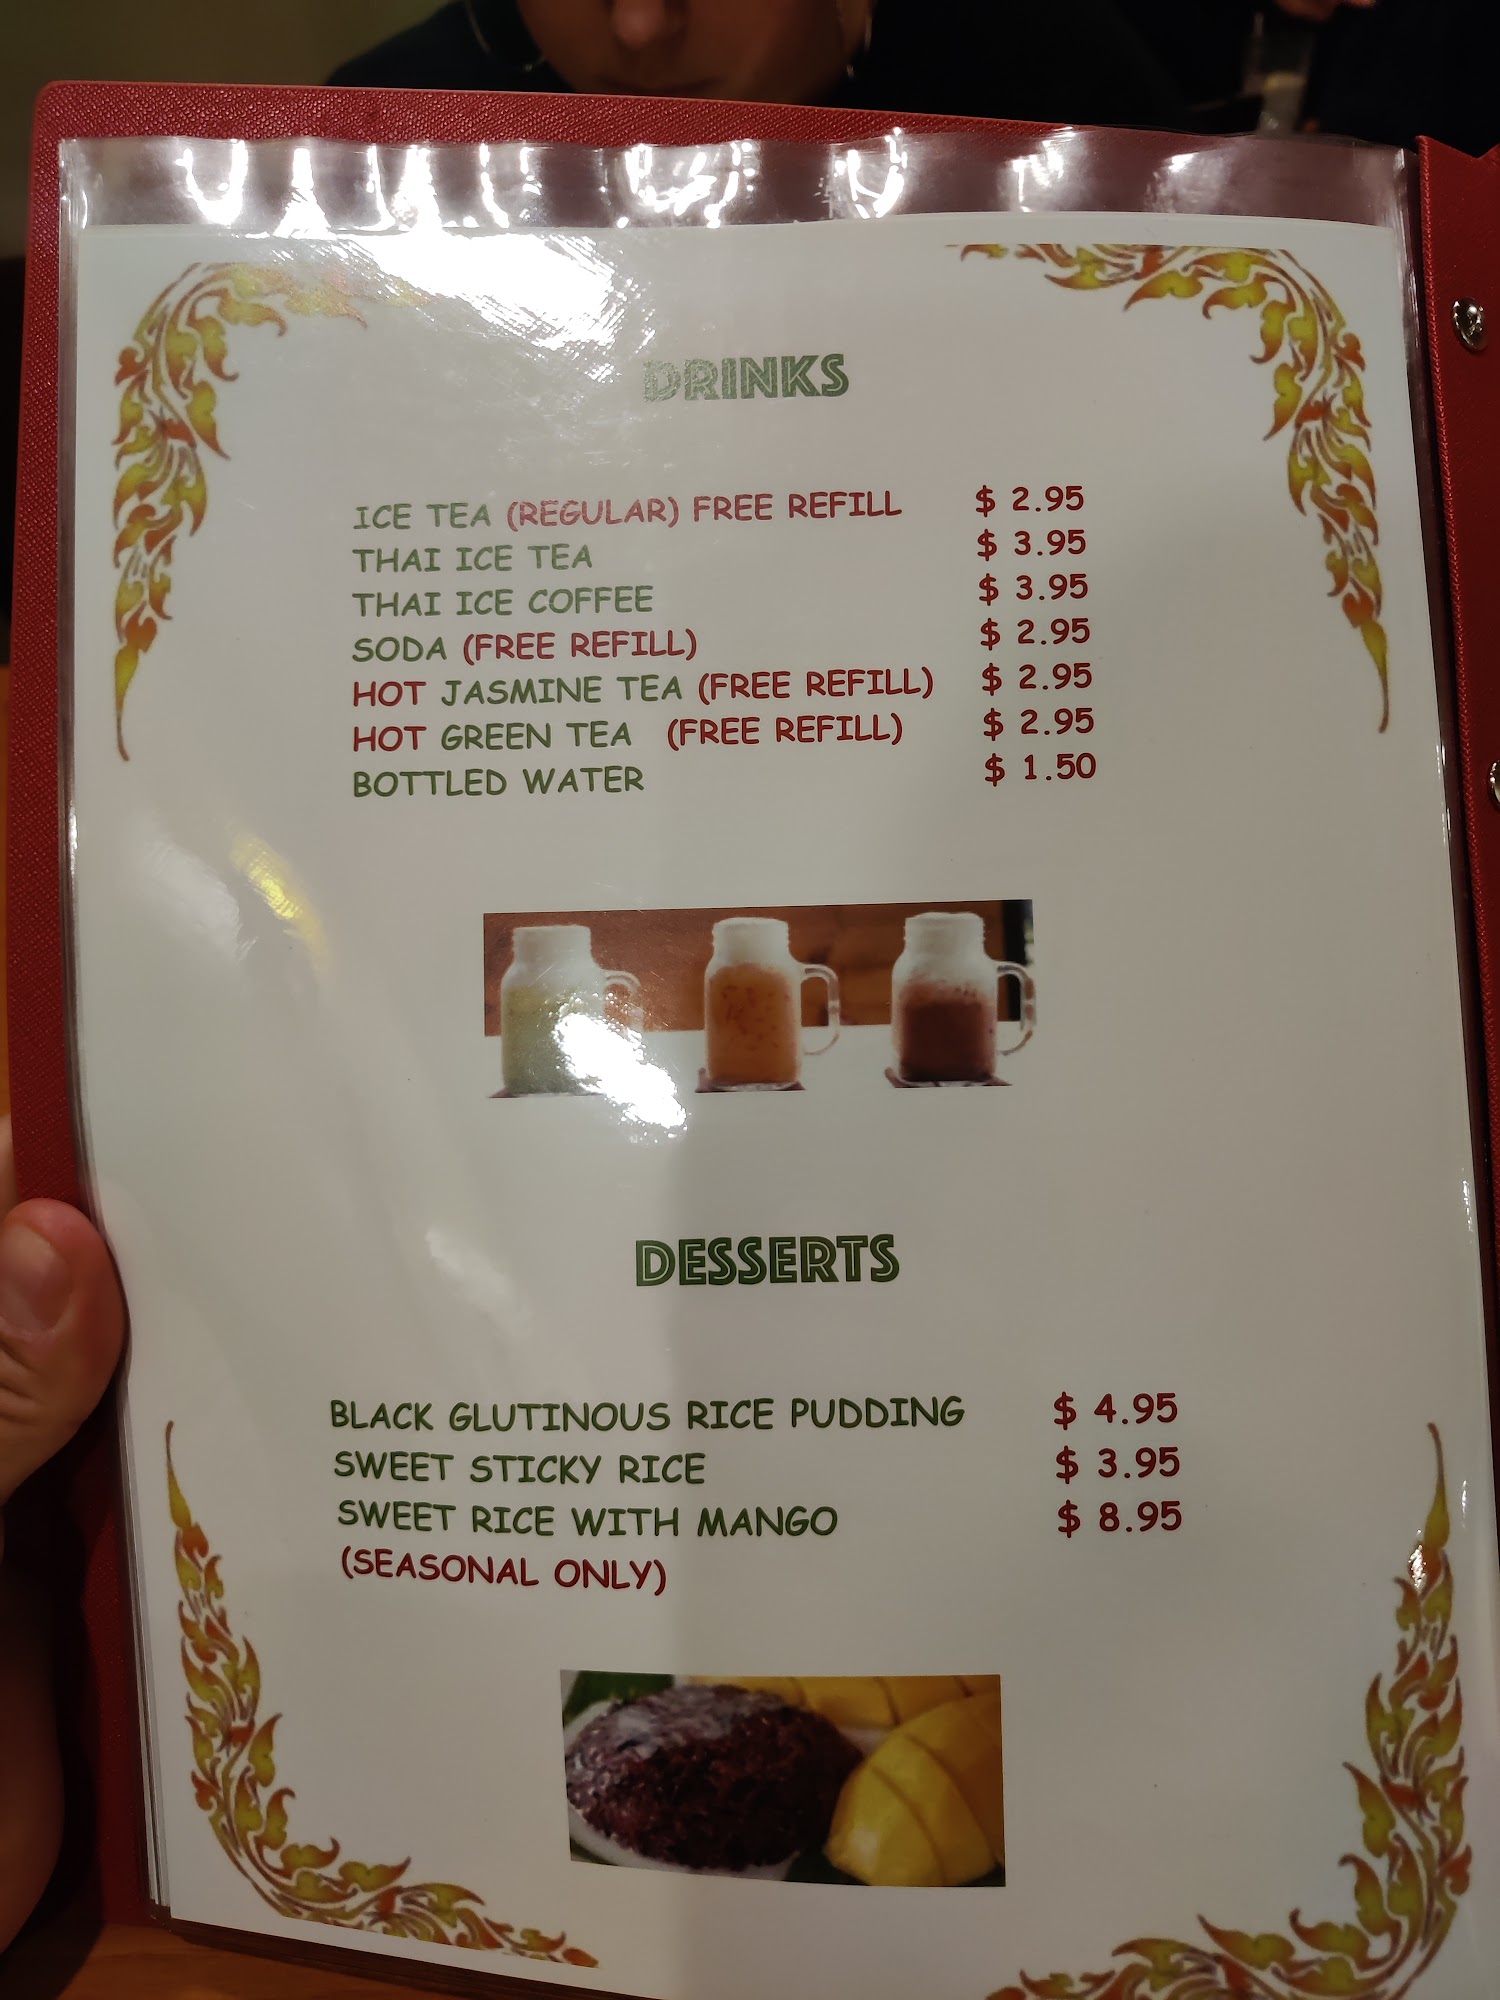 DRINKS
ICE TEA (REGULAR) FREE REFILL $ 2.95
THAI ICE TEA $ 3.95
THAI ICE COFFEE $ 3.95
SODA (FREE REFILL) $ 2.95
HOT JASMINE TEA (FREE REFILL) $ 2.95
HOT GREEN TEA (FREE REFILL) $ 2.95
BOTTLED WATER $ 1.50
DESSERTS
BLACK GLUTINOUS RICE PUDDING $ 4.95
SWEET STICKY RICE $ 3.95
SWEET RICE WITH MANGO $ 8.95
(SEASONAL ONLY)